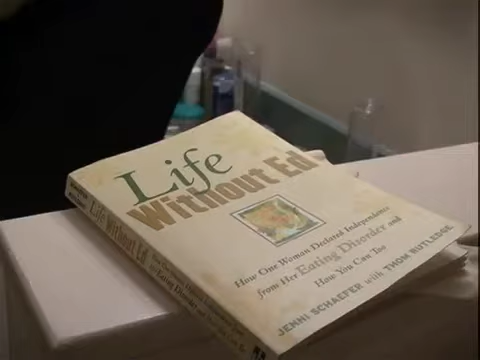 Life
Without Ed
How One Woman Declared Independence
from Her Eating Disorder and
How You Can Too
JENNI SCHAEFER with THOM RUTLEDGE
Life Without Ed